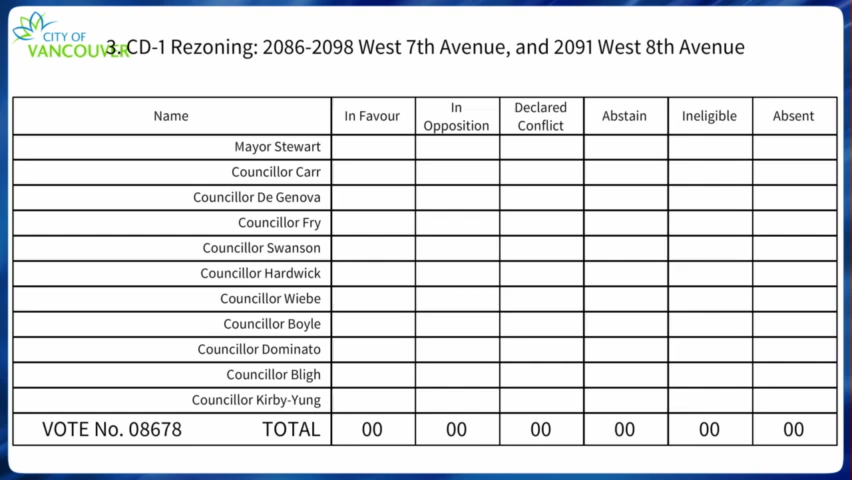 CITY OF
VANCOUVER
3. CD-1 Rezoning: 2086-2098 West 7th Avenue, and 2091 West 8th Avenue
Name In Favour In Opposition Declared Conflict Abstain Ineligible Absent
Mayor Stewart
Councillor Carr
Councillor De Genova
Councillor Fry
Councillor Swanson
Councillor Hardwick
Councillor Wiebe
Councillor Boyle
Councillor Dominato
Councillor Bligh
Councillor Kirby-Yung
VOTE No. 08678 TOTAL 00 00 00 00 00 00